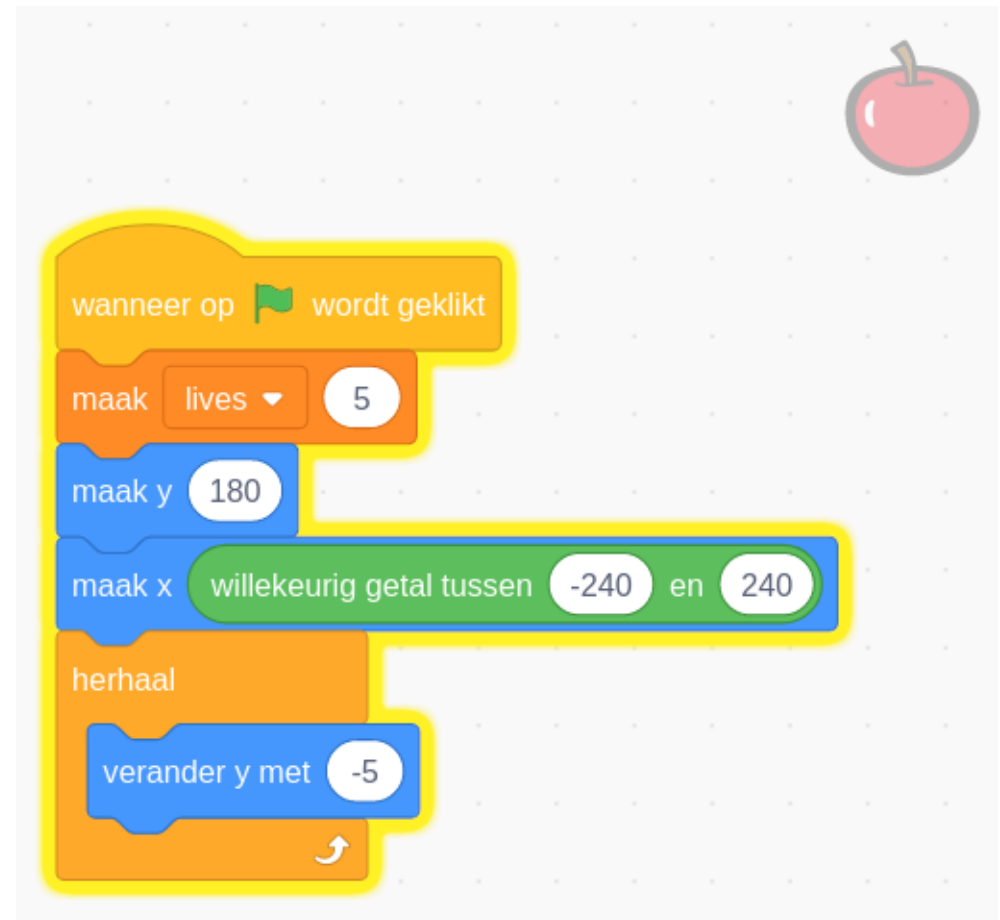 wanneer op wordt geklikt
maak lives 5
maak y 180
maak x willekeurig getal tussen -240 en 240
herhaal
verander y met -5